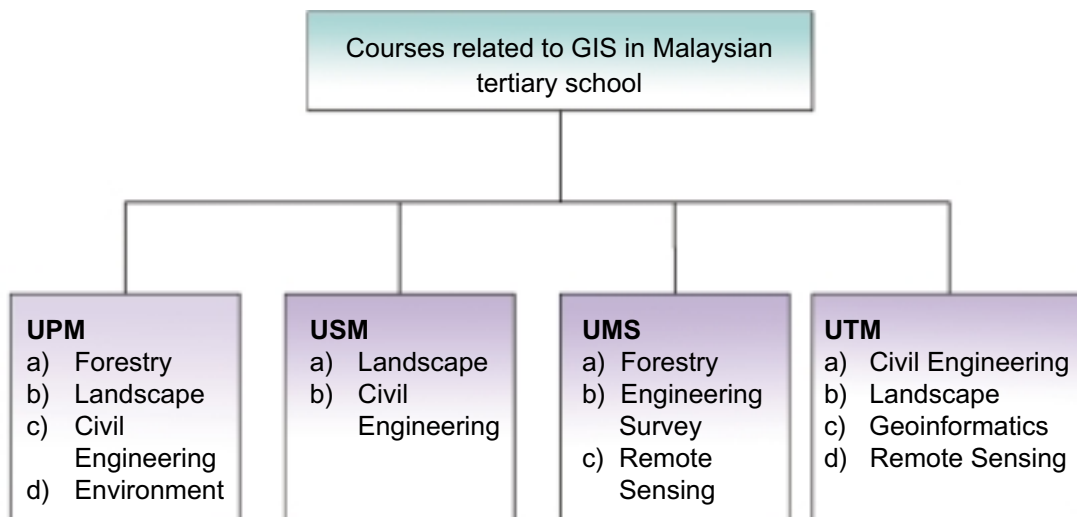 Courses related to GIS in Malaysian
tertiary school
UPM
a) Forestry
b) Landscape
c) Civil
Engineering
d) Environment
USM
a) Landscape
b) Civil
Engineering
UMS
a) Forestry
b) Engineering
Survey
c) Remote
Sensing
UTM
a) Civil Engineering
b) Landscape
c) Geoinformatics
d) Remote Sensing